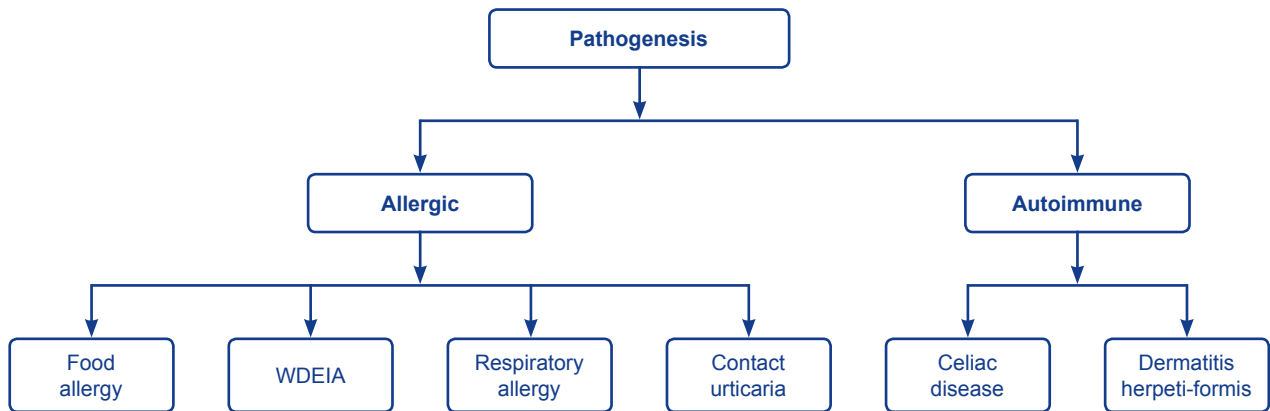 Pathogenesis
Allergic
Autoimmune
Food
allergy
WDEIA
Respiratory
allergy
Contact
urticaria
Celiac
disease
Dermatitis
herpeti-formis